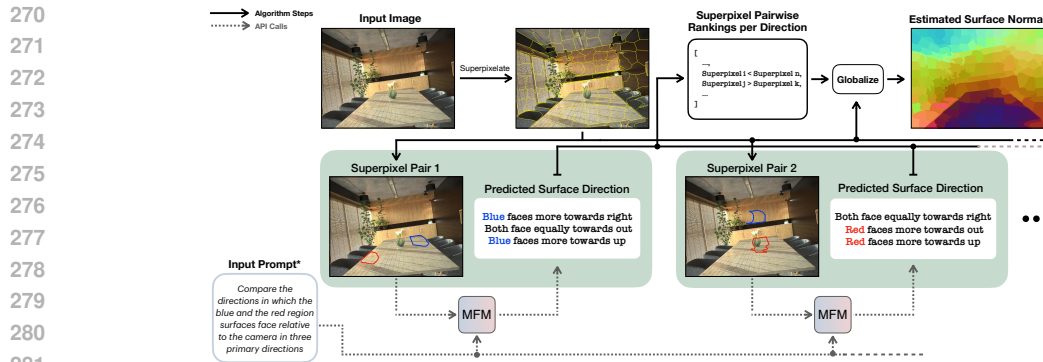 270
271
272
273
274
275
276
277
278
279
280
Algorithm Steps
API Calls
Input Image
Superpixelate
Superpixel Pairwise
Rankings per Direction
[
...,
Superpixel i < Superpixel n,
Superpixel j > Superpixel k,
...
]
Globalize
Estimated Surface Norma
Superpixel Pair 1
Predicted Surface Direction
Blue faces more towards right
Both face equally towards out
Blue faces more towards up
MFM
Superpixel Pair 2
Predicted Surface Direction
Both face equally towards right
Red faces more towards out
Red faces more towards up
MFM
Input Prompt*
Compare the
directions in which the
blue and the red region
surfaces face relative
to the camera in three
primary directions